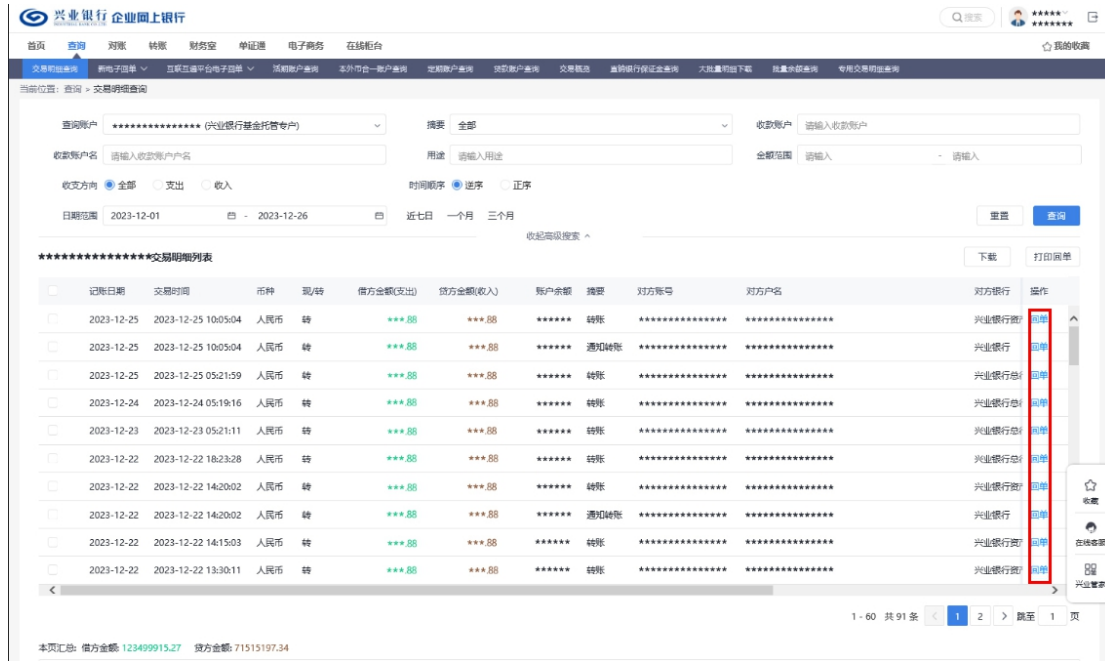 兴业银行 企业网上银行
搜索
*****
*******
首页 查询 对账 转账 财务室 单证通 电子商务 在线柜台 我的收藏
交易明细查询 新电子回单 互联互通平台电子回单 活期账户查询 本外币合一账户查询 定期账户查询 贷款账户查询 交易概览 直销银行保证金查询 大批量明细下载 批量余额查询 专用交易明细查询
当前位置: 查询 > 交易明细查询
查询账户 *************** (兴业银行基金托管专户) 摘要 全部 收款账户 请输入收款账户
收款账户名 请输入收款账户户名 用途 请输入用途 金额范围 请输入 - 请输入
收支方向 全部 支出 收入 时间顺序 逆序 正序
日期范围 2023-12-01 - 2023-12-26 近七日 一个月 三个月 重置 查询
收起高级搜索
***************交易明细列表 下载 打印回单
记账日期 交易时间 币种 现/转 借方金额(支出) 贷方金额(收入) 账户余额 摘要 对方账号 对方户名 对方银行 操作
2023-12-25 2023-12-25 10:05:04 人民币 转 ***.88 ***.88 ****** 转账 *************** *************** 兴业银行资产 回单
2023-12-25 2023-12-25 10:05:04 人民币 转 ***.88 ***.88 ****** 通知转账 *************** *************** 兴业银行 回单
2023-12-25 2023-12-25 05:21:59 人民币 转 ***.88 ***.88 ****** 转账 *************** *************** 兴业银行总 回单
2023-12-24 2023-12-24 05:19:16 人民币 转 ***.88 ***.88 ****** 转账 *************** *************** 兴业银行总 回单
2023-12-23 2023-12-23 05:21:11 人民币 转 ***.88 ***.88 ****** 转账 *************** *************** 兴业银行总 回单
2023-12-22 2023-12-22 18:23:28 人民币 转 ***.88 ***.88 ****** 转账 *************** *************** 兴业银行总 回单
2023-12-22 2023-12-22 14:20:02 人民币 转 ***.88 ***.88 ****** 转账 *************** *************** 兴业银行资产 回单
2023-12-22 2023-12-22 14:20:02 人民币 转 ***.88 ***.88 ****** 通知转账 *************** *************** 兴业银行 回单
2023-12-22 2023-12-22 14:15:03 人民币 转 ***.88 ***.88 ****** 转账 *************** *************** 兴业银行资产 回单
2023-12-22 2023-12-22 13:30:11 人民币 转 ***.88 ***.88 ****** 转账 *************** *************** 兴业银行资产 回单
收藏
在线客服
兴业管家
1 - 60 共 91 条 1 2 跳至 1 页
本页汇总: 借方金额: 123499915.27 贷方金额: 71515197.34